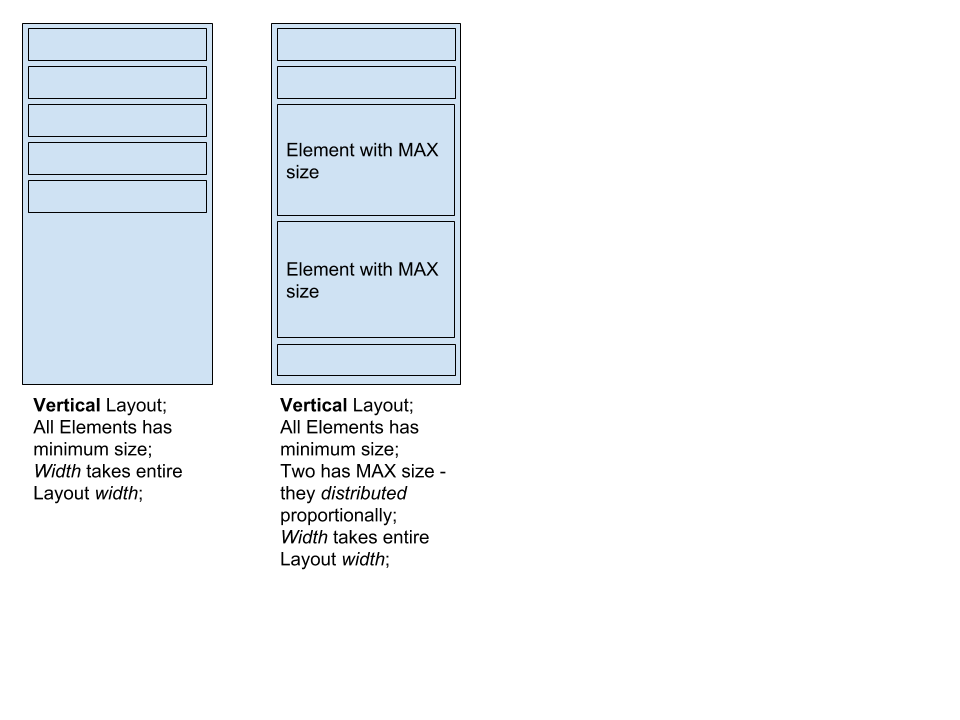 Element with MAX
size
Element with MAX
size
Vertical Layout;
All Elements has
minimum size;
Width takes entire
Layout width;
Vertical Layout;
All Elements has
minimum size;
Two has MAX size -
they distributed
proportionally;
Width takes entire
Layout width;